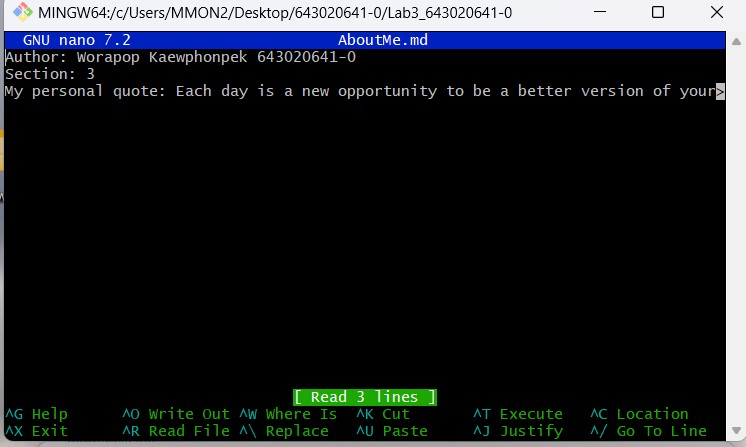 MINGW64:/c/Users/MMON2/Desktop/643020641-0/Lab3_643020641-0
GNU nano 7.2 AboutMe.md
Author: Worapop Kaewphonpek 643020641-0
Section: 3
My personal quote: Each day is a new opportunity to be a better version of your>
[ Read 3 lines ]
^G Help ^O Write Out ^W Where Is ^K Cut ^T Execute ^C Location
^X Exit ^R Read File ^\ Replace ^U Paste ^J Justify ^/ Go To Line